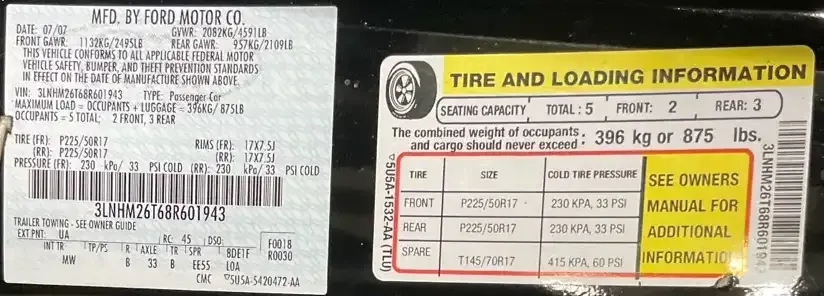 MFD. BY FORD MOTOR CO.
DATE: 07/07 GVWR: 2082KG/4591LB
FRONT GAWR: 1132KG/2495LB REAR GAWR: 957KG/2109LB
THIS VEHICLE CONFORMS TO ALL APPLICABLE FEDERAL MOTOR
VEHICLE SAFETY, BUMPER, AND THEFT PREVENTION STANDARDS
IN EFFECT ON THE DATE OF MANUFACTURE SHOWN ABOVE.
VIN: 3LNHM26T68R601943 TYPE: Passenger Car
MAXIMUM LOAD = OCCUPANTS + LUGGAGE = 396KG/ 875LB
OCCUPANTS = 5 TOTAL; 2 FRONT, 3 REAR
TIRE (FR): P225/50R17 RIMS (FR): 17X7.5J
(RR): P225/50R17 (RR): 17X7.5J
PRESSURE (FR): 230 kPa/ 33 PSI COLD (RR): 230 kPa/ 33 PSI COLD
3LNHM26T68R601943
TRAILER TOWING - SEE OWNER GUIDE
EXT PNT: UA RC: 45 DSO: F0018
INT TR TP/PS R AXLE TR SPR BDE1F R0030
MW B 33 B EE55 LOA
CMC ▽5U5A-5420472-AA
TIRE AND LOADING INFORMATION
SEATING CAPACITY TOTAL : 5 FRONT: 2 REAR: 3
The combined weight of occupants
and cargo should never exceed : 396 kg or 875 lbs.
TIRE SIZE COLD TIRE PRESSURE
FRONT P225/50R17 230 KPA, 33 PSI
REAR P225/50R17 230 KPA, 33 PSI
SPARE T145/70R17 415 KPA, 60 PSI
SEE OWNERS
MANUAL FOR
ADDITIONAL
INFORMATION
▽5U5A-1532-AA (TLU)
3LNHM26T68R601943